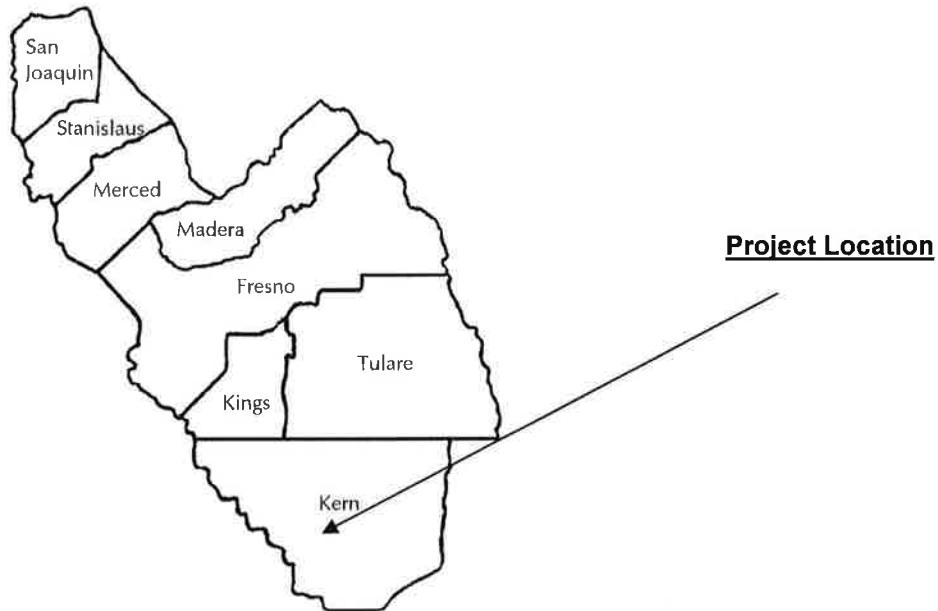 San
Joaquin
Stanislaus
Merced
Madera
Project Location
Fresno
Tulare
Kings
Kern